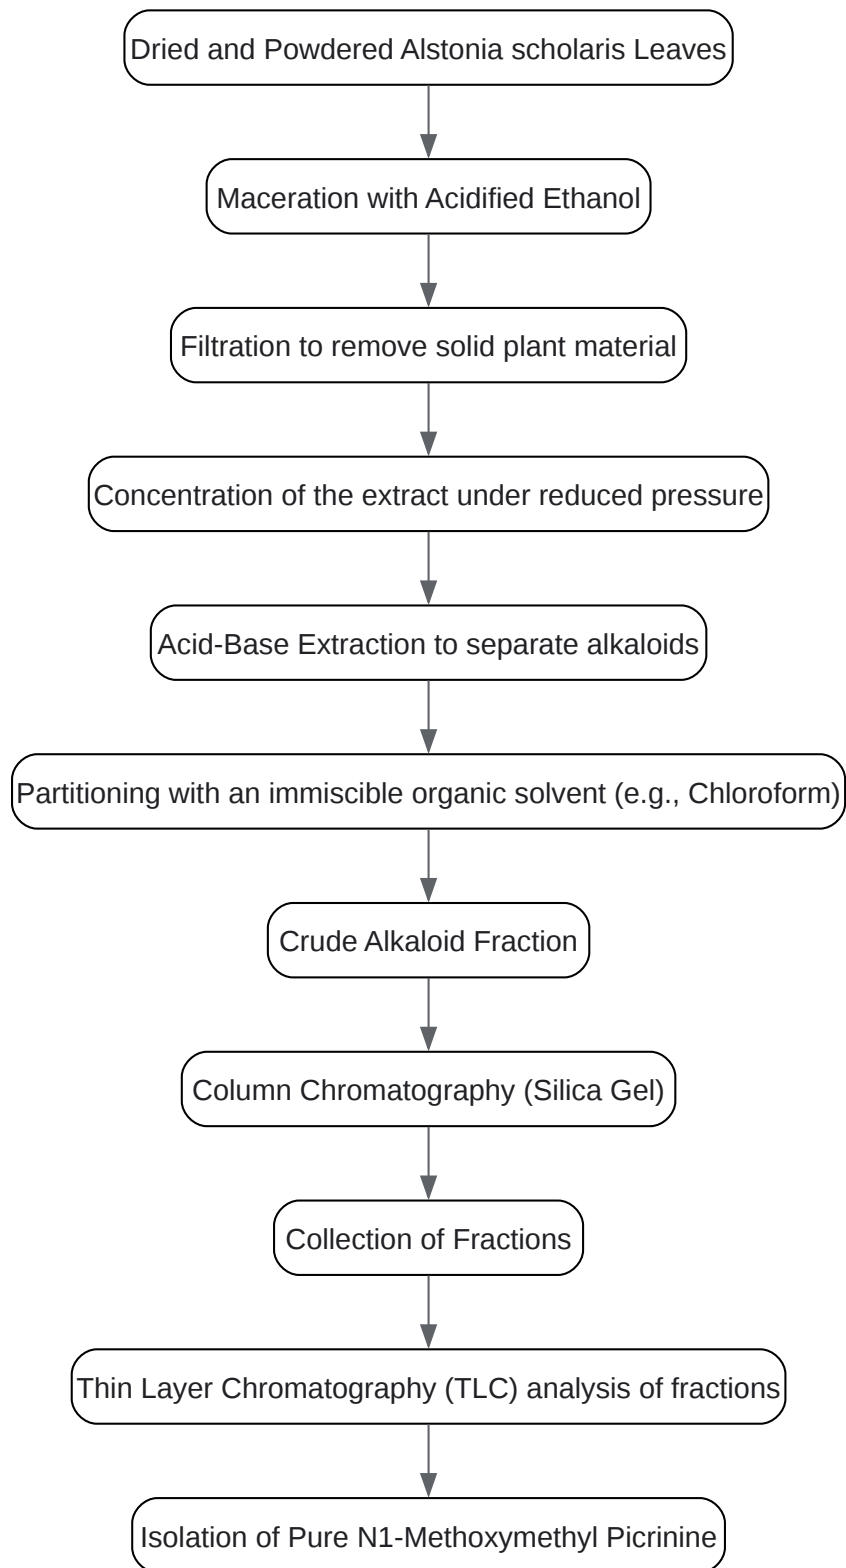 Dried and Powdered Alstonia scholaris Leaves
Maceration with Acidified Ethanol
Filtration to remove solid plant material
Concentration of the extract under reduced pressure
Acid-Base Extraction to separate alkaloids
Partitioning with an immiscible organic solvent (e.g., Chloroform)
Crude Alkaloid Fraction
Column Chromatography (Silica Gel)
Collection of Fractions
Thin Layer Chromatography (TLC) analysis of fractions
Isolation of Pure N1-Methoxymethyl Picrinine